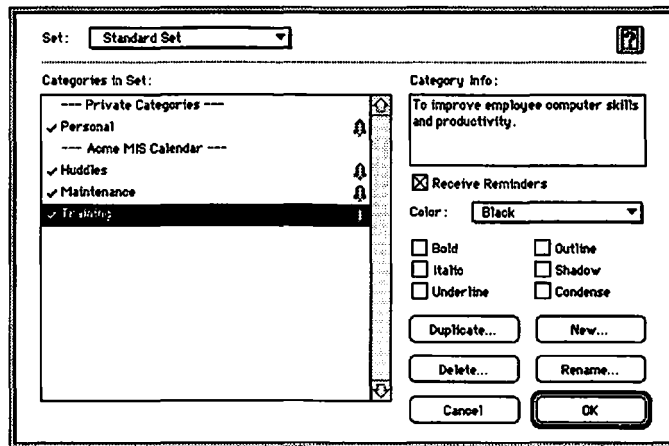 Set: Standard Set
?
Categories in Set:
--- Private Categories ---
Personal
--- Acme MIS Calendar ---
Huddles
Maintenance
Training
Category Info:
To improve employee computer skills
and productivity.
Receive Reminders
Color: Black
Bold Outline
Italic Shadow
Underline Condense
Duplicate... New...
Delete... Rename...
Cancel OK